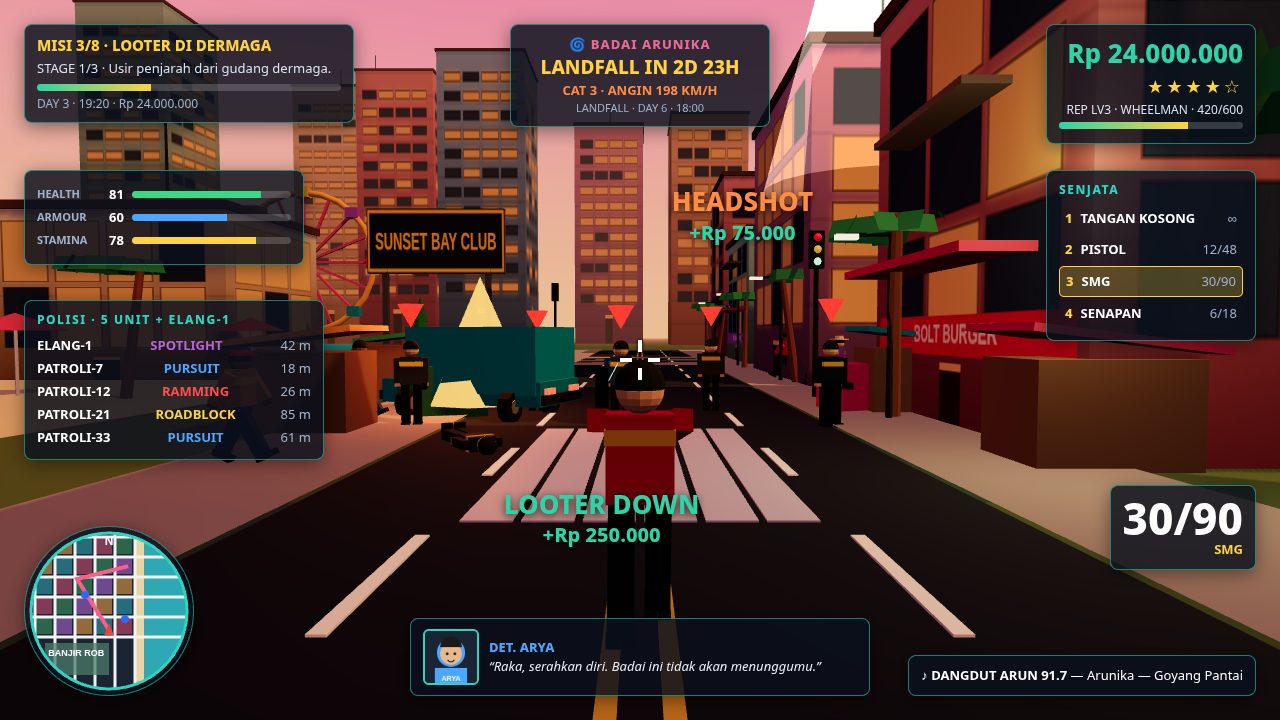 MISI 3/8 · LOOTER DI DERMAGA
STAGE 1/3 · Usir penjarah dari gudang dermaga.
DAY 3 · 19:20 · Rp 24.000.000
🌀 BADAI ARUNIKA
LANDFALL IN 2D 23H
CAT 3 · ANGIN 198 KM/H
LANDFALL · DAY 6 · 18:00
Rp 24.000.000
★★★★☆
REP LV3 · WHEELMAN · 420/600
HEALTH 81
ARMOUR 60
STAMINA 78
SENJATA
1 TANGAN KOSONG ∞
2 PISTOL 12/48
3 SMG 30/90
4 SENAPAN 6/18
HEADSHOT
+Rp 75.000
SUNSET BAY CLUB
BOLT BURGER
POLISI · 5 UNIT + ELANG-1
ELANG-1 SPOTLIGHT 42 m
PATROLI-7 PURSUIT 18 m
PATROLI-12 RAMMING 26 m
PATROLI-21 ROADBLOCK 85 m
PATROLI-33 PURSUIT 61 m
LOOTER DOWN
+Rp 250.000
30/90
SMG
N
BANJIR ROB
ARYA
DET. ARYA
“Raka, serahkan diri. Badai ini tidak akan menunggumu.”
♪ DANGDUT ARUN 91.7 — Arunika — Goyang Pantai